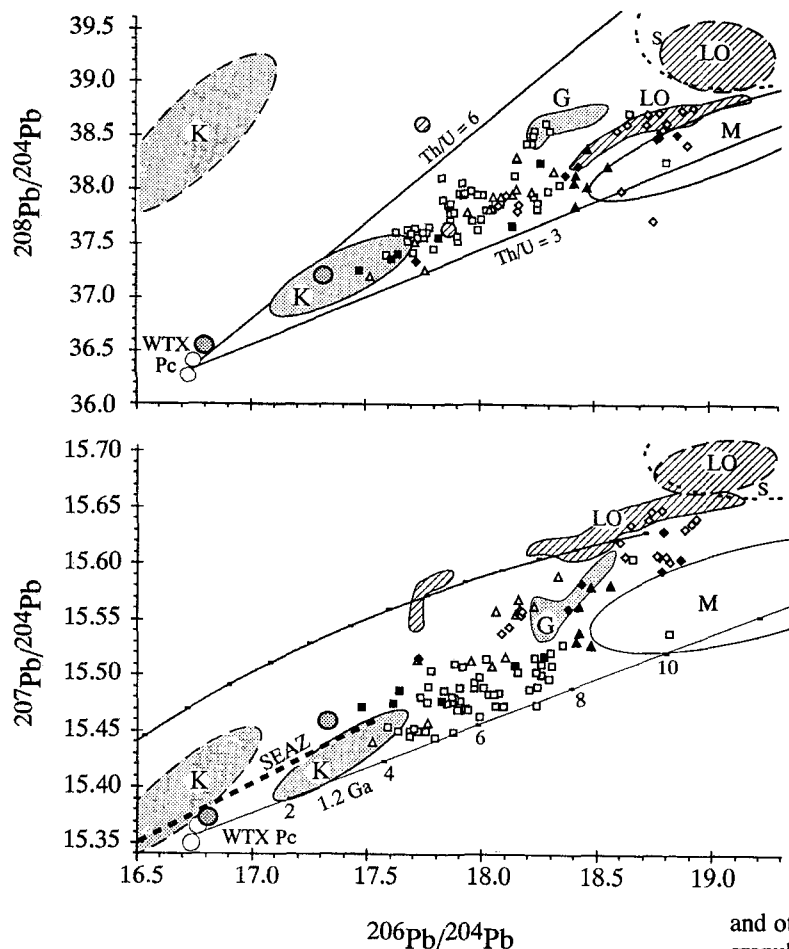 39.5
39.0
38.5
38.0
37.5
37.0
36.5
36.0
208Pb/204Pb
K
Th/U = 6
G
S
LO
LO
M
Th/U = 3
K
WTX
Pc
15.70
15.65
15.60
15.55
15.50
15.45
15.40
15.35
207Pb/204Pb
LO
S
LO
G
M
10
8
6
4
2
1.2 Ga
SEAZ
K
K
WTX Pc
16.5
17.0
17.5
18.0
18.5
19.0
206Pb/204Pb
and ot